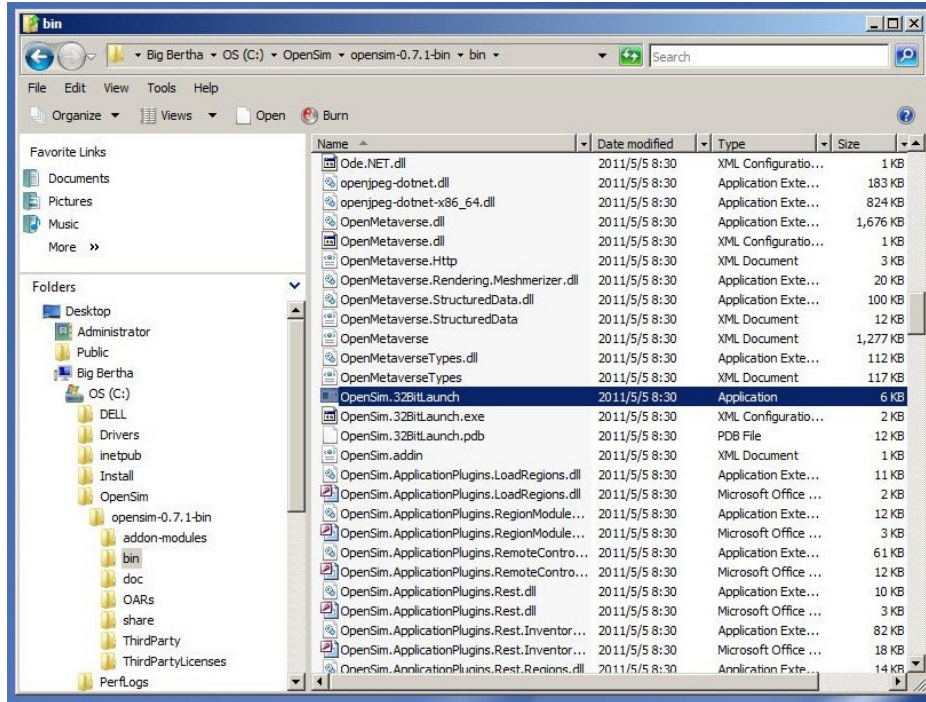 bin
Big Bertha OS (C:) OpenSim opensim-0.7.1-bin bin
Search
File Edit View Tools Help
Organize Views Open Burn
Favorite Links
Documents
Pictures
Music
More »
Folders
Desktop
Administrator
Public
Big Bertha
OS (C:)
DELL
Drivers
inetpub
Install
OpenSim
opensim-0.7.1-bin
addon-modules
bin
doc
OARs
share
ThirdParty
ThirdPartyLicenses
PerfLogs
Name Date modified Type Size
Ode.NET.dll 2011/5/5 8:30 XML Configuratio... 1 KB
openjpeg-dotnet.dll 2011/5/5 8:30 Application Exte... 183 KB
openjpeg-dotnet-x86_64.dll 2011/5/5 8:30 Application Exte... 824 KB
OpenMetaverse.dll 2011/5/5 8:30 Application Exte... 1,676 KB
OpenMetaverse.dll 2011/5/5 8:30 XML Configuratio... 1 KB
OpenMetaverse.Http 2011/5/5 8:30 XML Document 3 KB
OpenMetaverse.Rendering.Meshmerizer.dll 2011/5/5 8:30 Application Exte... 20 KB
OpenMetaverse.StructuredData.dll 2011/5/5 8:30 Application Exte... 100 KB
OpenMetaverse.StructuredData 2011/5/5 8:30 XML Document 12 KB
OpenMetaverse 2011/5/5 8:30 XML Document 1,277 KB
OpenMetaverseTypes.dll 2011/5/5 8:30 Application Exte... 112 KB
OpenMetaverseTypes 2011/5/5 8:30 XML Document 117 KB
OpenSim.32BitLaunch 2011/5/5 8:30 Application 6 KB
OpenSim.32BitLaunch.exe 2011/5/5 8:30 XML Configuratio... 2 KB
OpenSim.32BitLaunch.pdb 2011/5/5 8:30 PDB File 12 KB
OpenSim.addin 2011/5/5 8:30 XML Document 1 KB
OpenSim.ApplicationPlugins.LoadRegions.dll 2011/5/5 8:30 Application Exte... 11 KB
OpenSim.ApplicationPlugins.LoadRegions.dll 2011/5/5 8:30 Microsoft Office ... 2 KB
OpenSim.ApplicationPlugins.RegionModule... 2011/5/5 8:30 Application Exte... 12 KB
OpenSim.ApplicationPlugins.RegionModule... 2011/5/5 8:30 Microsoft Office ... 3 KB
OpenSim.ApplicationPlugins.RemoteContro... 2011/5/5 8:30 Application Exte... 61 KB
OpenSim.ApplicationPlugins.RemoteContro... 2011/5/5 8:30 Microsoft Office ... 12 KB
OpenSim.ApplicationPlugins.Rest.dll 2011/5/5 8:30 Application Exte... 10 KB
OpenSim.ApplicationPlugins.Rest.dll 2011/5/5 8:30 Microsoft Office ... 3 KB
OpenSim.ApplicationPlugins.Rest.Inventor... 2011/5/5 8:30 Application Exte... 82 KB
OpenSim.ApplicationPlugins.Rest.Inventor... 2011/5/5 8:30 Microsoft Office ... 18 KB
OpenSim.ApplicationPlugins.Rest.Regions.dll 2011/5/5 8:30 Application Exte... 14 KB